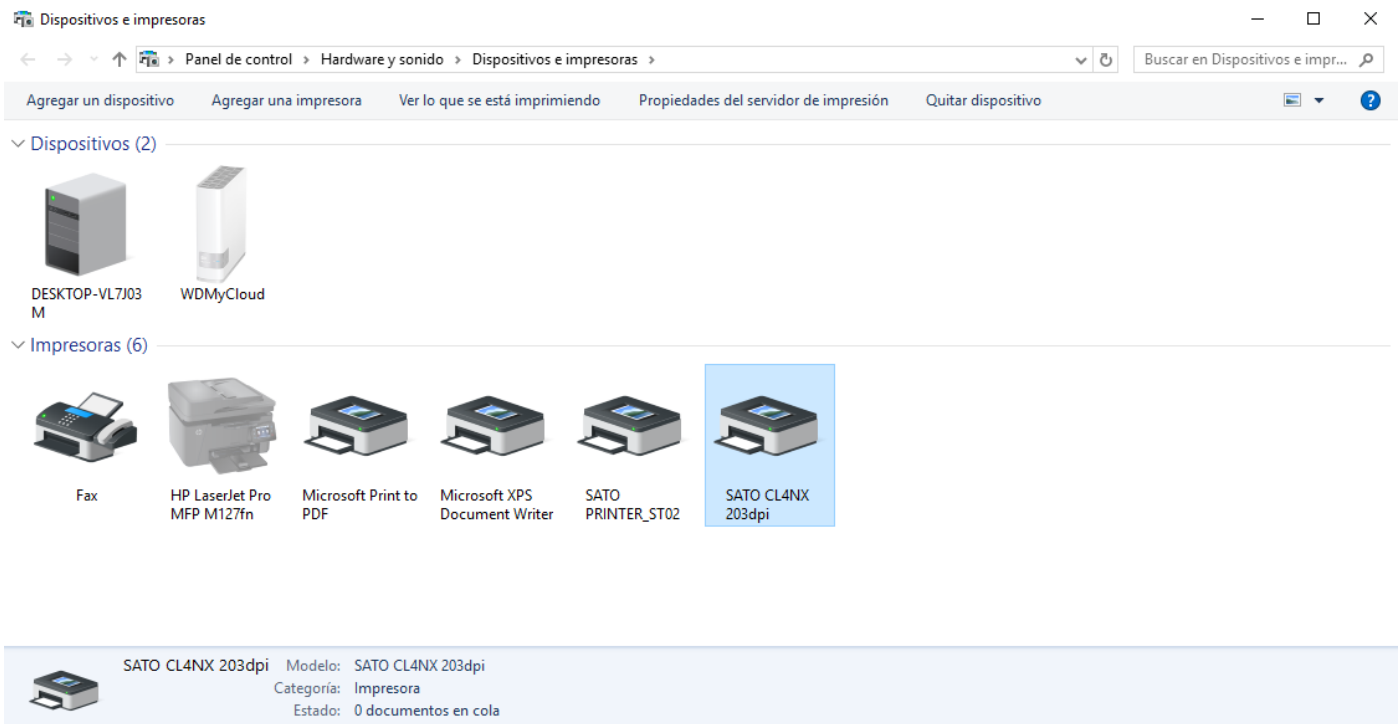 Dispositivos e impresoras
Panel de control > Hardware y sonido > Dispositivos e impresoras >
Buscar en Dispositivos e impr...
Agregar un dispositivo Agregar una impresora Ver lo que se está imprimiendo Propiedades del servidor de impresión Quitar dispositivo ?
Dispositivos (2)
DESKTOP-VL7J03
M
WDMyCloud
Impresoras (6)
Fax
HP LaserJet Pro
MFP M127fn
Microsoft Print to
PDF
Microsoft XPS
Document Writer
SATO
PRINTER_ST02
SATO CL4NX
203dpi
SATO CL4NX 203dpi Modelo: SATO CL4NX 203dpi
Categoría: Impresora
Estado: 0 documentos en cola